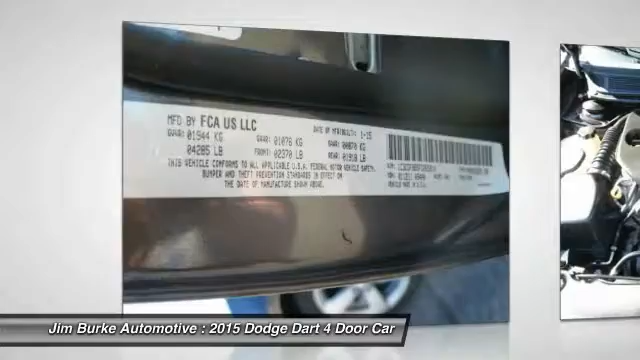 MFD BY FCA US LLC DATE OF MFR 1-15
GVWR: 01944 KG GAWR 01076 KG GAWR 00870 KG
04285 LB FRONT: 02370 LB REAR: 01918 LB
THIS VEHICLE CONFORMS TO ALL APPLICABLE U.S.A. FEDERAL MOTOR VEHICLE SAFETY,
BUMPER AND THEFT PREVENTION STANDARDS IN EFFECT ON
THE DATE OF MANUFACTURE SHOWN ABOVE.
Jim Burke Automotive : 2015 Dodge Dart 4 Door Car